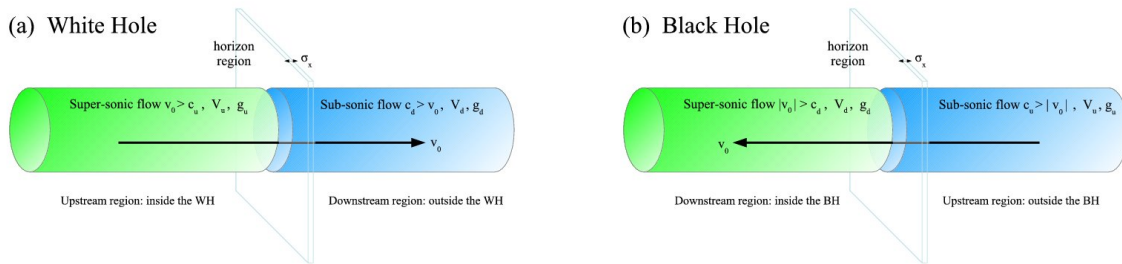 (a) White Hole
horizon
region
σx
Super-sonic flow v0 > cu , Vu, gu
Sub-sonic flow cd > v0, Vd, gd
v0
Upstream region: inside the WH
Downstream region: outside the WH
(b) Black Hole
horizon
region
σx
Super-sonic flow |v0| > cd , Vd, gd
Sub-sonic flow cu > | v0| , Vu, gu
v0
Downstream region: inside the BH
Upstream region: outside the BH